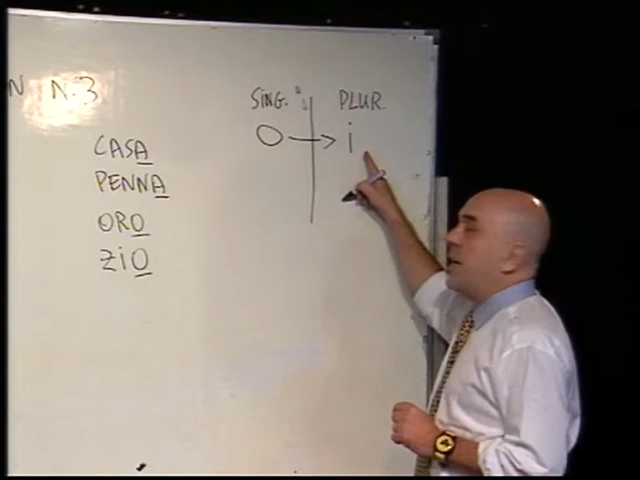 N N.3
SING. PLUR.
O → i
CASA
PENNA
ORO
ZIO